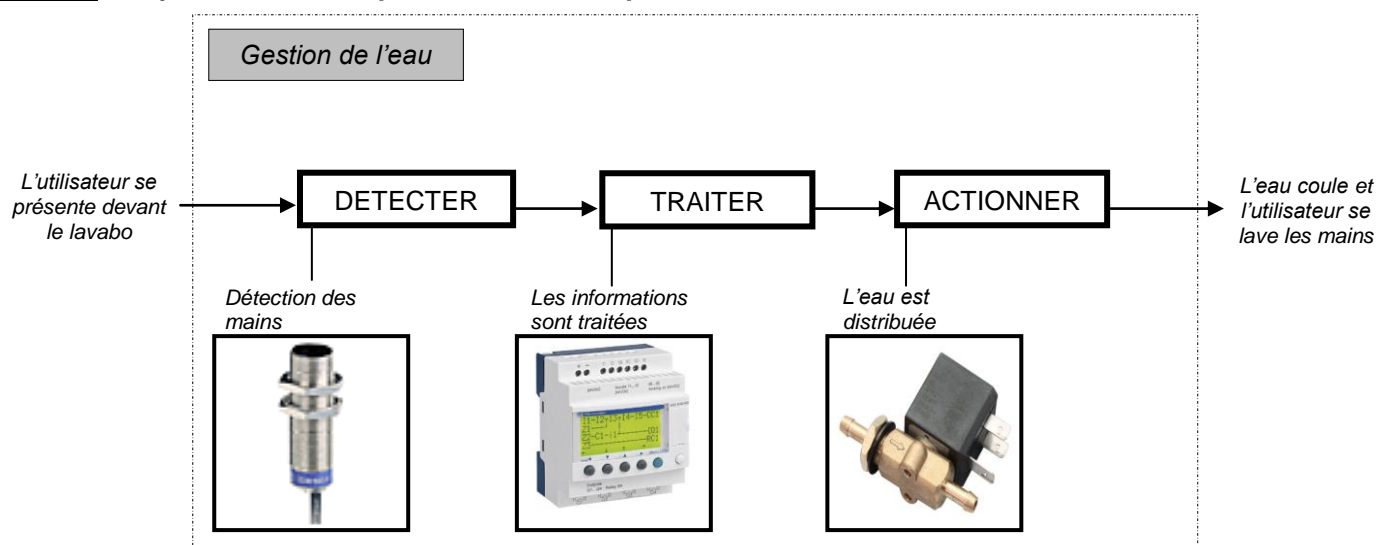 Gestion de l'eau
L'utilisateur se
présente devant
le lavabo
DETECTER
TRAITER
ACTIONNER
L'eau coule et
l'utilisateur se
lave les mains
Détection des
mains
Les informations
sont traitées
L'eau est
distribuée